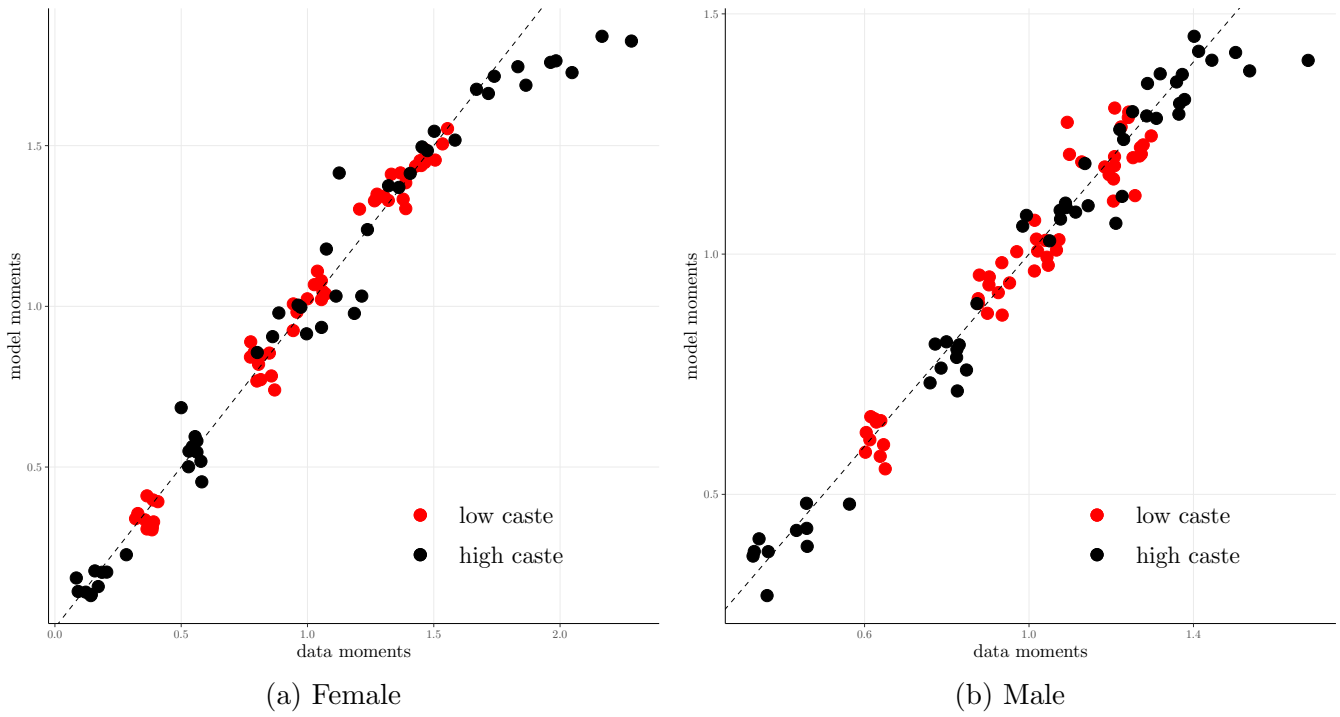 model moments
1.5
1.0
0.5
low caste
high caste
0.0 0.5 1.0 1.5 2.0
data moments
(a) Female
model moments
1.5
1.0
0.5
low caste
high caste
0.6 1.0 1.4
data moments
(b) Male